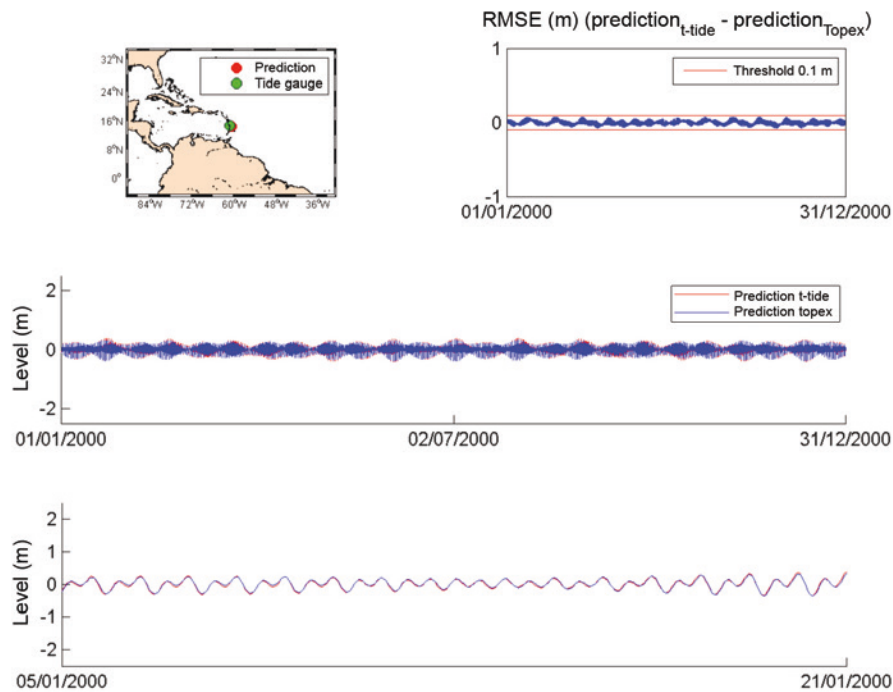 32°N
24°N
16°N
8°N
0°
84°W 72°W 60°W 48°W 36°W
Prediction
Tide gauge
RMSE (m) (prediction_t-tide - prediction_Topex)
1
0
-1
Threshold 0.1 m
01/01/2000 31/12/2000
Level (m)
2
0
-2
Prediction t-tide
Prediction topex
01/01/2000 02/07/2000 31/12/2000
Level (m)
2
1
0
-1
-2
05/01/2000 21/01/2000